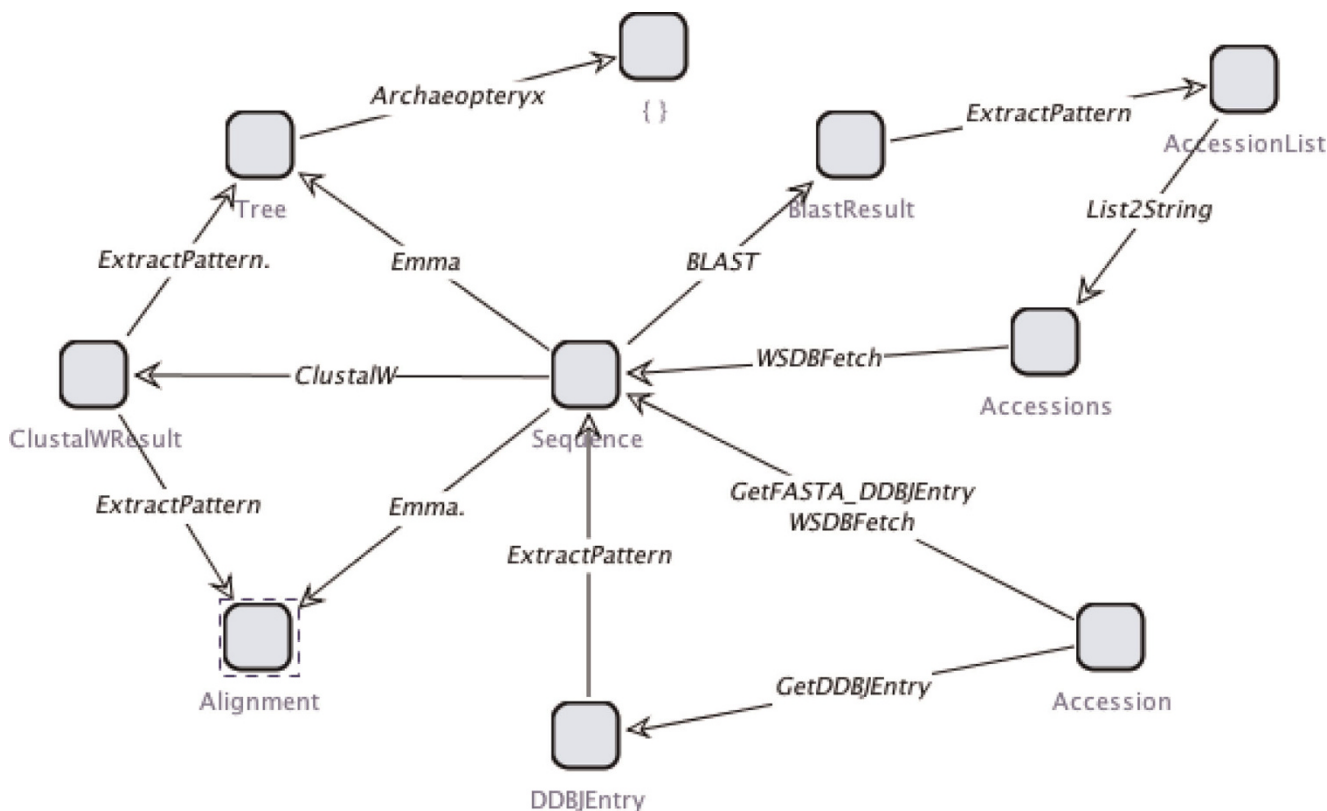 Archaeopteryx
{ }
ExtractPattern
AccessionList
Tree
BlastResult
List2String
ExtractPattern.
Emma
BLAST
ClustalW
WSDBFetch
Accessions
ClustalWResult
Sequence
ExtractPattern
Emma.
GetFASTA_DDBJEntry
WSDBFetch
ExtractPattern
Alignment
GetDDBJEntry
Accession
DDBJEntry